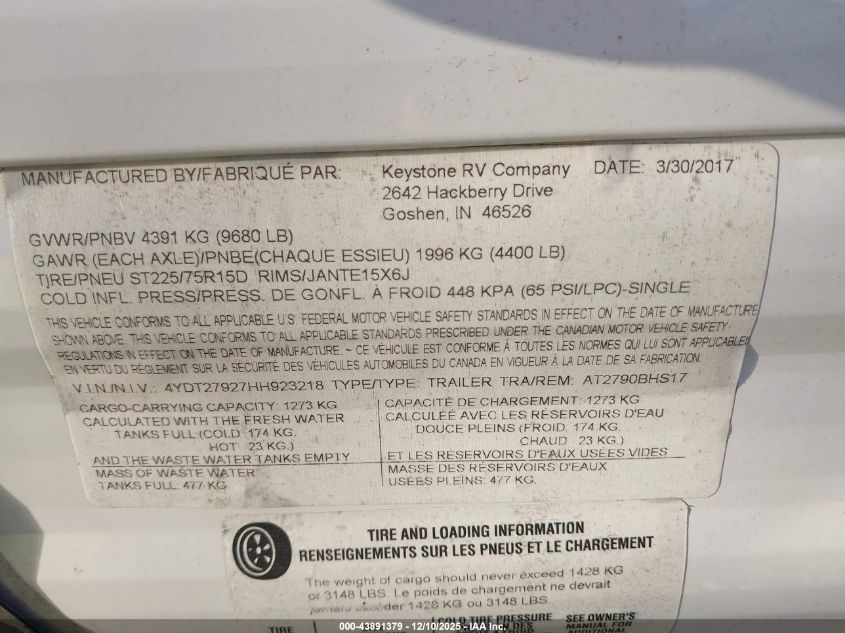 MANUFACTURED BY/FABRIQUÉ PAR: Keystone RV Company DATE: 3/30/2017
2642 Hackberry Drive
Goshen, IN 46526
GVWR/PNBV 4391 KG (9680 LB)
GAWR (EACH AXLE)/PNBE(CHAQUE ESSIEU) 1996 KG (4400 LB)
TIRE/PNEU ST225/75R15D RIMS/JANTE15X6J
COLD INFL. PRESS/PRESS. DE GONFL. À FROID 448 KPA (65 PSI/LPC)-SINGLE
THIS VEHICLE CONFORMS TO ALL APPLICABLE U.S. FEDERAL MOTOR VEHICLE SAFETY STANDARDS IN EFFECT ON THE DATE OF MANUFACTURE
SHOWN ABOVE. THIS VEHICLE CONFORMS TO ALL APPLICABLE STANDARDS PRESCRIBED UNDER THE CANADIAN MOTOR VEHICLE SAFETY
REGULATIONS IN EFFECT ON THE DATE OF MANUFACTURE. ~ CE VÉHICULE EST CONFORME À TOUTES LES NORMES QUI LUI SONT APPLICABLES
EN VERTU DU RÈGLEMENT SUR LA SÉCURITÉ DES VÉHICULES AUTOMOBILES DU CANADA EN VIGUEUR À LA DATE DE SA FABRICATION.
V.I.N./N.I.V.: 4YDT27927HH923218 TYPE/TYPE: TRAILER TRA/REM: AT2790BHS17
CARGO-CARRYING CAPACITY: 1273 KG
CALCULATED WITH THE FRESH WATER
TANKS FULL (COLD 174 KG.
HOT 23 KG.)
AND THE WASTE WATER TANKS EMPTY
MASS OF WASTE WATER
TANKS FULL: 477 KG
CAPACITÉ DE CHARGEMENT: 1273 KG
CALCULÉE AVEC LES RÉSERVOIRS D'EAU
DOUCE PLEINS (FROID, 174 KG.
CHAUD 23 KG.)
ET LES RÉSERVOIRS D'EAUX USÉES VIDES
MASSE DES RÉSERVOIRS D'EAUX
USÉES PLEINS: 477 KG.
TIRE AND LOADING INFORMATION
RENSEIGNEMENTS SUR LES PNEUS ET LE CHARGEMENT
The weight of cargo should never exceed 1428 KG
or 3148 LBS. Le poids de chargement ne devrait
jamais excéder 1428 KG ou 3148 LBS.
TIRE
COLD TIRE PRESSURE
SEE OWNER'S
MANUAL FOR
ADDITIONAL
000-43891379 - 12/10/2025 - IAA Inc.